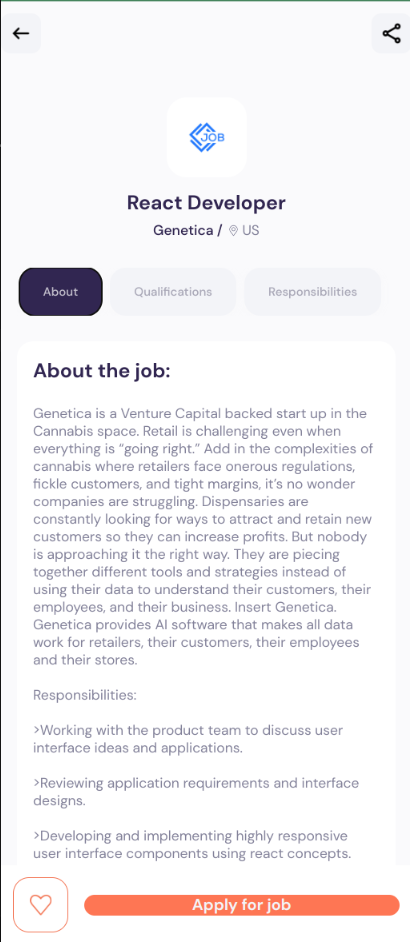 JOB
React Developer
Genetica / US
About Qualifications Responsibilities
About the job:
Genetica is a Venture Capital backed start up in the
Cannabis space. Retail is challenging even when
everything is “going right.” Add in the complexities of
cannabis where retailers face onerous regulations,
fickle customers, and tight margins, it’s no wonder
companies are struggling. Dispensaries are
constantly looking for ways to attract and retain new
customers so they can increase profits. But nobody
is approaching it the right way. They are piecing
together different tools and strategies instead of
using their data to understand their customers, their
employees, and their business. Insert Genetica.
Genetica provides AI software that makes all data
work for retailers, their customers, their employees
and their stores.
Responsibilities:
>Working with the product team to discuss user
interface ideas and applications.
>Reviewing application requirements and interface
designs.
>Developing and implementing highly responsive
user interface components using react concepts.
Apply for job